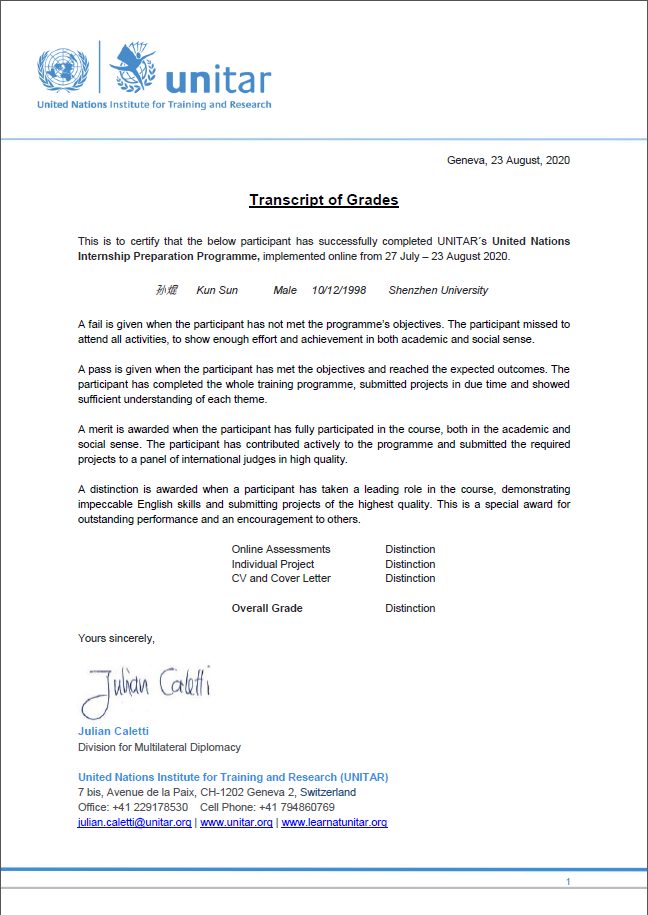 unitar
United Nations Institute for Training and Research
Geneva, 23 August, 2020
Transcript of Grades
This is to certify that the below participant has successfully completed UNITAR´s United Nations
Internship Preparation Programme, implemented online from 27 July – 23 August 2020.
孙焜 Kun Sun Male 10/12/1998 Shenzhen University
A fail is given when the participant has not met the programme's objectives. The participant missed to
attend all activities, to show enough effort and achievement in both academic and social sense.
A pass is given when the participant has met the objectives and reached the expected outcomes. The
participant has completed the whole training programme, submitted projects in due time and showed
sufficient understanding of each theme.
A merit is awarded when the participant has fully participated in the course, both in the academic and
social sense. The participant has contributed actively to the programme and submitted the required
projects to a panel of international judges in high quality.
A distinction is awarded when a participant has taken a leading role in the course, demonstrating
impeccable English skills and submitting projects of the highest quality. This is a special award for
outstanding performance and an encouragement to others.
Online Assessments Distinction
Individual Project Distinction
CV and Cover Letter Distinction
Overall Grade Distinction
Yours sincerely,
Julian Caletti
Julian Caletti
Division for Multilateral Diplomacy
United Nations Institute for Training and Research (UNITAR)
7 bis, Avenue de la Paix, CH-1202 Geneva 2, Switzerland
Office: +41 229178530 Cell Phone: +41 794860769
julian.caletti@unitar.org | www.unitar.org | www.learnatunitar.org
1